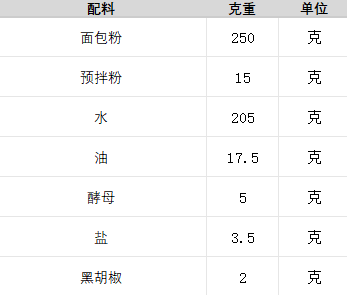 配料 克重 单位
面包粉 250 克
预拌粉 15 克
水 205 克
油 17.5 克
酵母 5 克
盐 3.5 克
黑胡椒 2 克